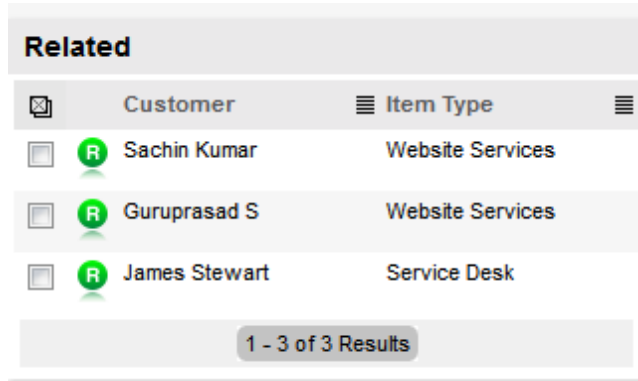 Related
Customer Item Type
R Sachin Kumar Website Services
R Guruprasad S Website Services
R James Stewart Service Desk
1 - 3 of 3 Results